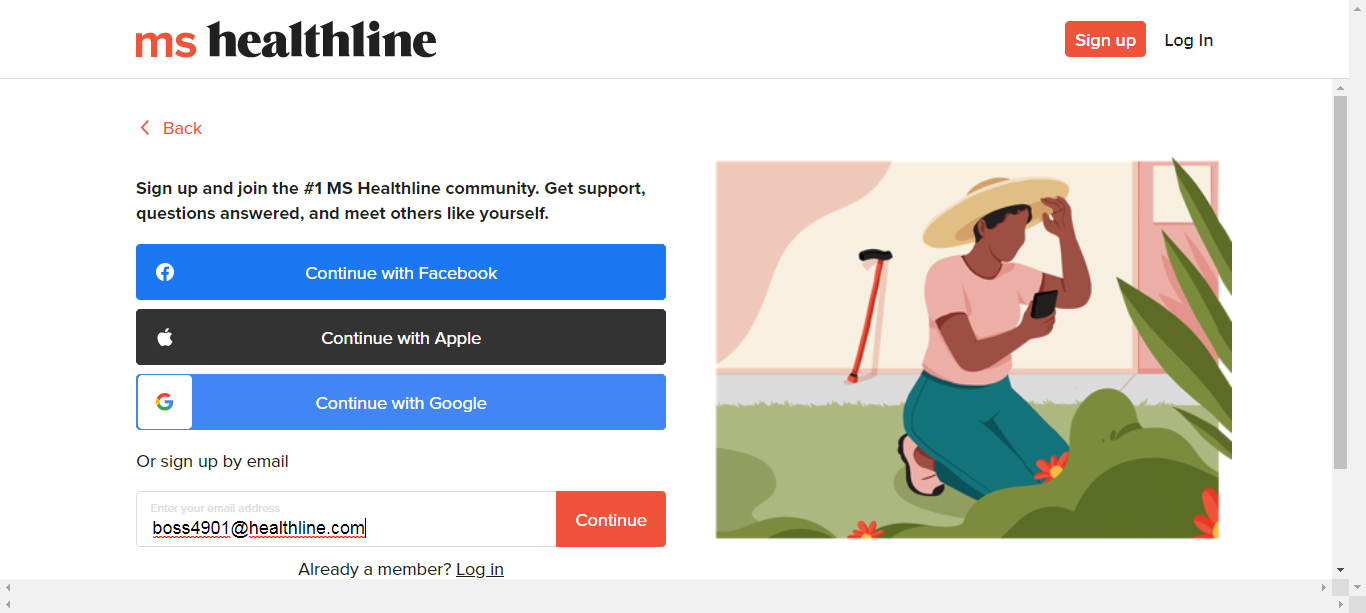 ms healthline
Sign up
Log In
Back
Sign up and join the #1 MS Healthline community. Get support,
questions answered, and meet others like yourself.
Continue with Facebook
Continue with Apple
Continue with Google
Or sign up by email
Enter your email address
boss4901@healthline.com
Continue
Already a member? Log in